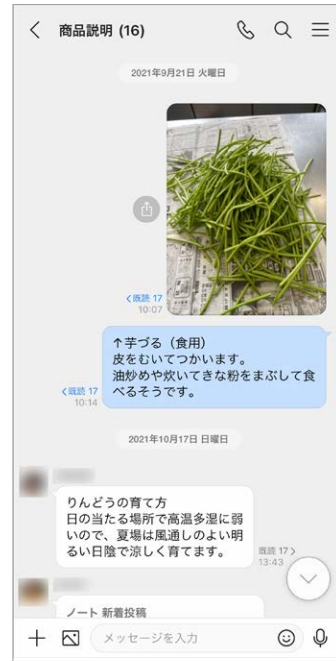 商品説明 (16)
2021年9月21日 火曜日
既読 17
10:07
↑芋づる（食用）
皮をむいてつかいます。
油炒めや炊いてきな粉をまぶして食
べるそうです。
既読 17
10:14
2021年10月17日 日曜日
りんどうの育て方
日の当たる場所で高温多湿に弱
いので、夏場は風通しのよい明
るい日陰で涼しく育てます。
既読 17
13:43
ノート 新着投稿
メッセージを入力